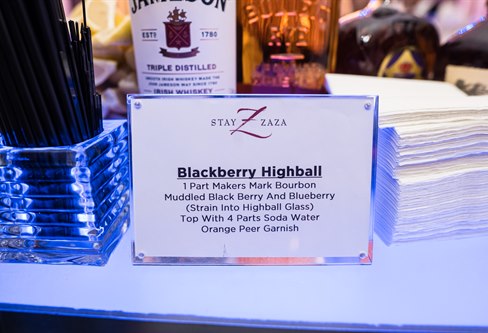 JAMESON
ESTD 1780
TRIPLE DISTILLED
IRISH WHISKEY
RYE
STAY Z ZAZA
Blackberry Highball
1 Part Makers Mark Bourbon
Muddled Black Berry And Blueberry
(Strain Into Highball Glass)
Top With 4 Parts Soda Water
Orange Peer Garnish